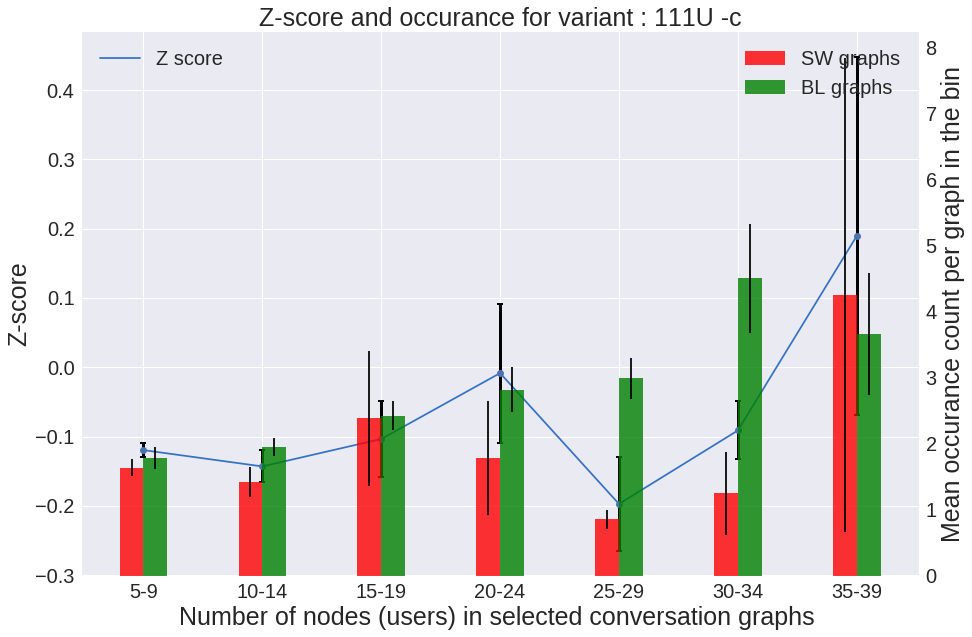 Z-score and occurance for variant : 111U -c
Z score
SW graphs
BL graphs
Z-score
0.4
0.3
0.2
0.1
0.0
−0.1
−0.2
−0.3
8
7
6
5
4
3
2
1
0
Mean occurance count per graph in the bin
5-9 10-14 15-19 20-24 25-29 30-34 35-39
Number of nodes (users) in selected conversation graphs